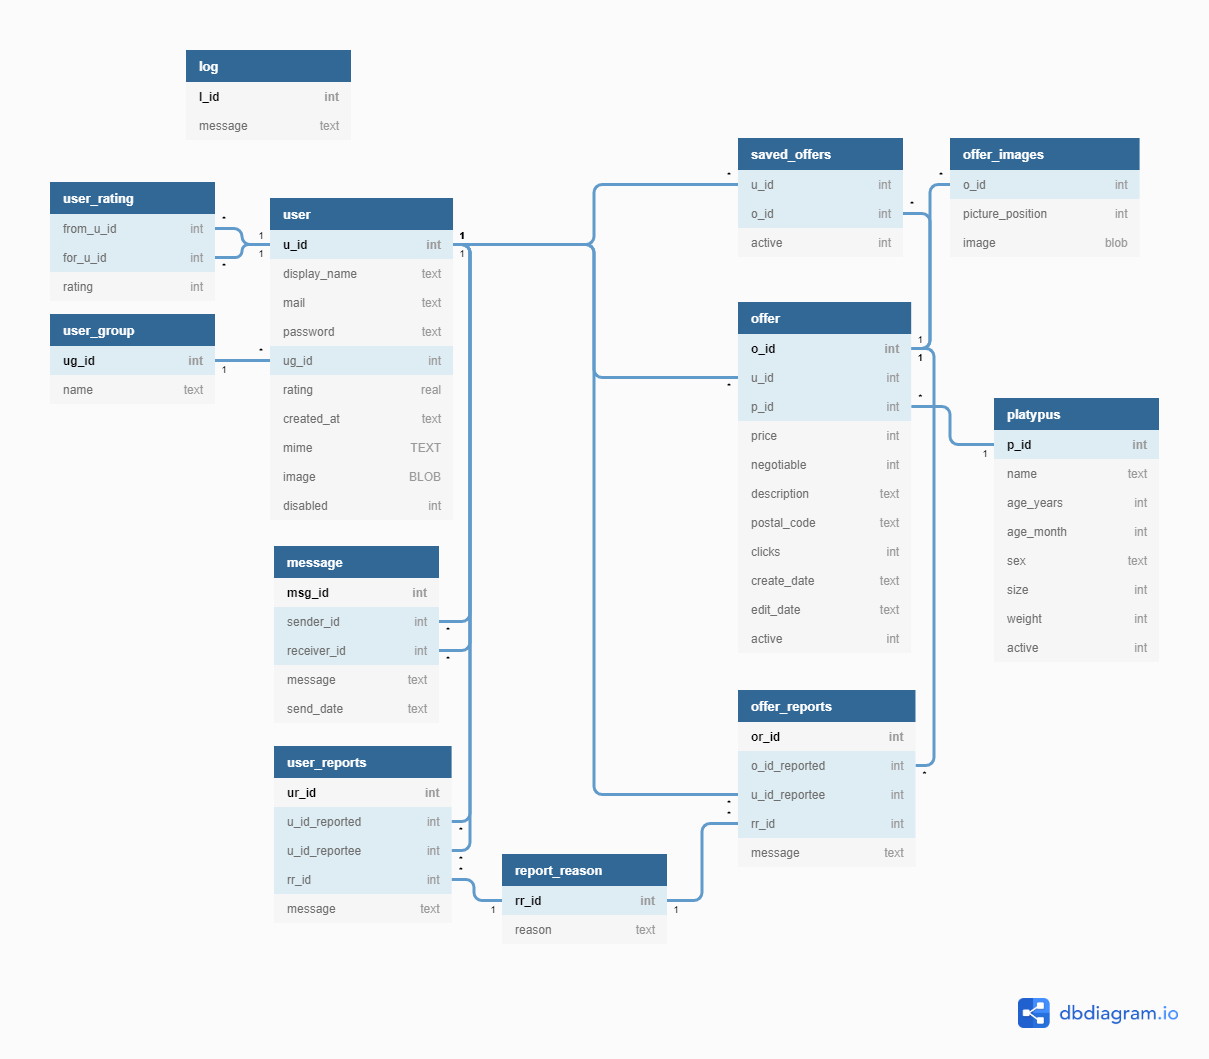 log
l_id int
message text
user_rating
from_u_id int
for_u_id int
rating int
user_group
ug_id int
name text
user
u_id int
display_name text
mail text
password text
ug_id int
rating real
created_at text
mime TEXT
image BLOB
disabled int
message
msg_id int
sender_id int
receiver_id int
message text
send_date text
user_reports
ur_id int
u_id_reported int
u_id_reportee int
rr_id int
message text
report_reason
rr_id int
reason text
saved_offers
u_id int
o_id int
active int
offer_images
o_id int
picture_position int
image blob
offer
o_id int
u_id int
p_id int
price int
negotiable int
description text
postal_code text
clicks int
create_date text
edit_date text
active int
platypus
p_id int
name text
age_years int
age_month int
sex text
size int
weight int
active int
offer_reports
or_id int
o_id_reported int
u_id_reportee int
rr_id int
message text
* 1
* 1
1 *
1
1
*
*
*
*
*
1 *
1
*
*
*
1
1
* 1
*
*
*
dbdiagram.io